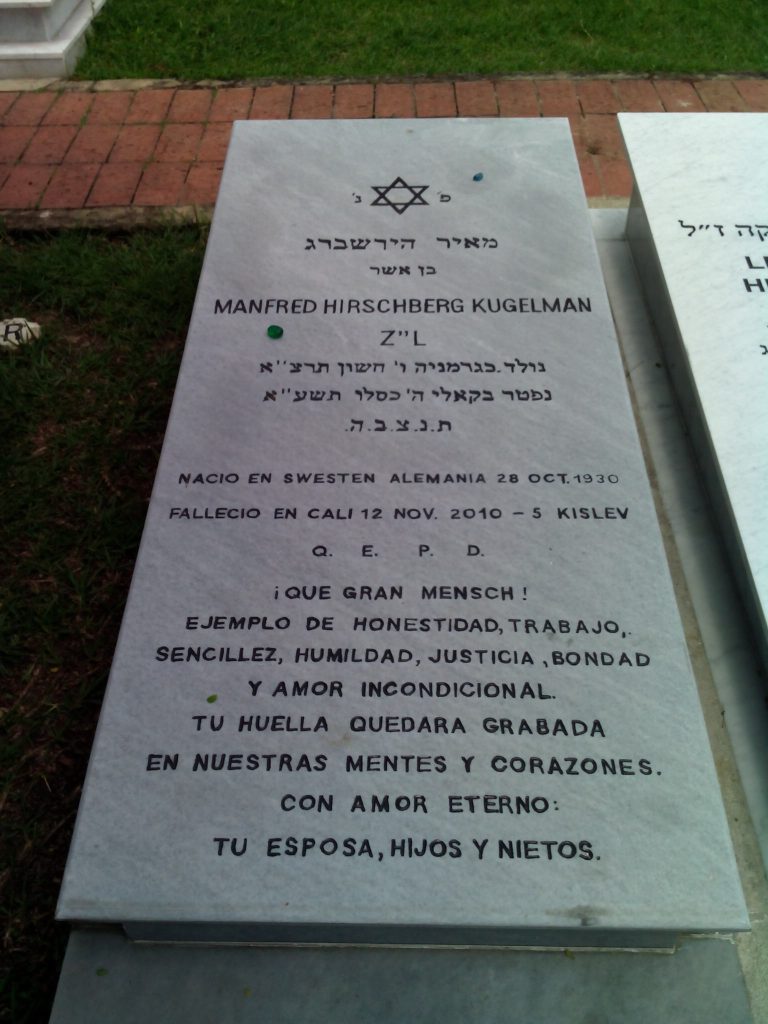 פ' נ'
מאיר הירשברג
בן אשר
MANFRED HIRSCHBERG KUGELMAN
Z"L
נולד בגרמניה ו' חשון תרצ"א
נפטר בקאלי ה' כסלו תשע"א
ת.נ.צ.ב.ה.
NACIO EN SWESTEN ALEMANIA 28 OCT. 1930
FALLECIO EN CALI 12 NOV. 2010 - 5 KISLEV
Q. E. P. D.
¡QUE GRAN MENSCH!
EJEMPLO DE HONESTIDAD, TRABAJO,.
SENCILLEZ, HUMILDAD, JUSTICIA, BONDAD
Y AMOR INCONDICIONAL.
TU HUELLA QUEDARA GRABADA
EN NUESTRAS MENTES Y CORAZONES.
CON AMOR ETERNO:
TU ESPOSA, HIJOS Y NIETOS.